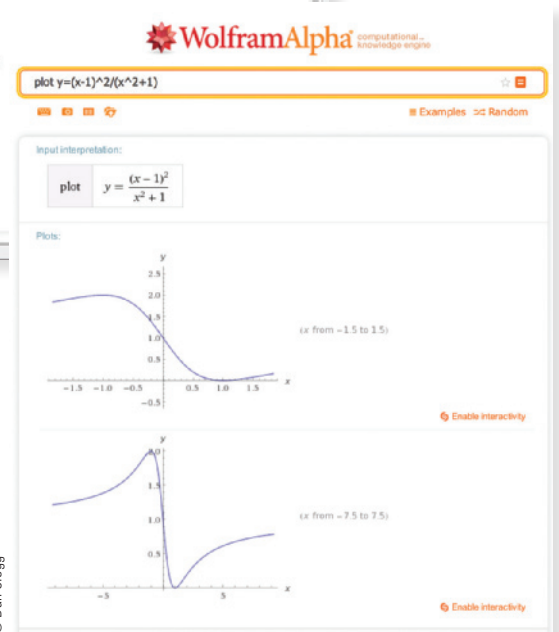 WolframAlpha computational... knowledge engine
plot y=(x-1)^2/(x^2+1)
Examples Random
Input interpretation:
plot y = (x - 1)² / (x² + 1)
Plots:
y
2.5
2.0
1.5
1.0
0.5
-1.5 -1.0 -0.5 0.5 1.0 1.5 x
-0.5
(x from -1.5 to 1.5)
Enable interactivity
y
2.0
1.5
1.0
0.5
-5 5 x
(x from -7.5 to 7.5)
Enable interactivity